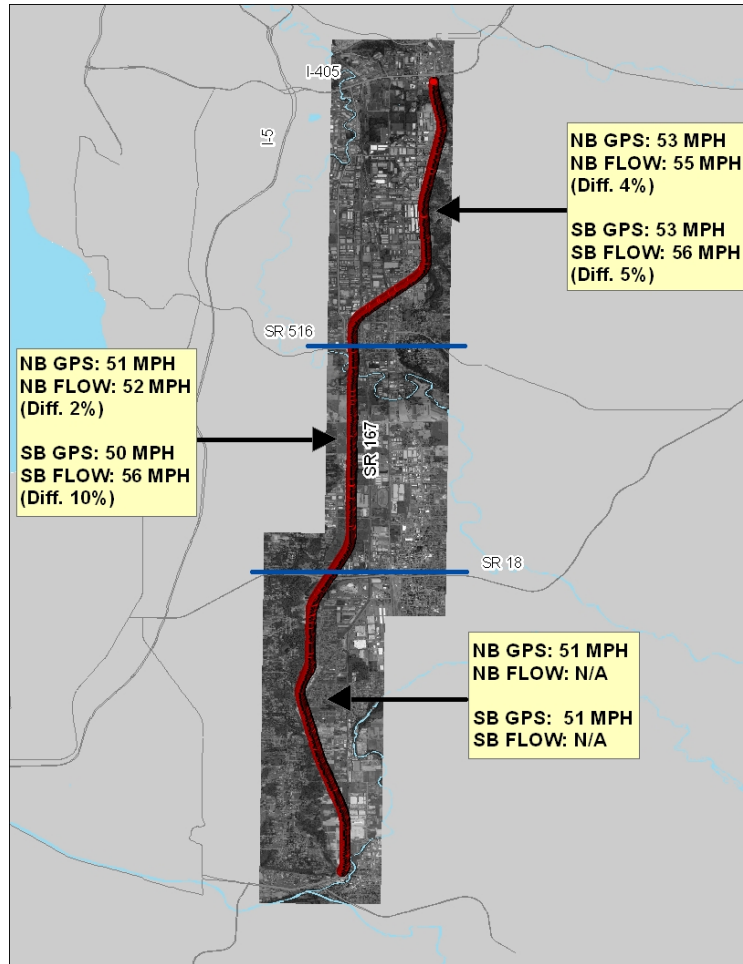 I-405
I-5
NB GPS: 53 MPH
NB FLOW: 55 MPH
(Diff. 4%)
SB GPS: 53 MPH
SB FLOW: 56 MPH
(Diff. 5%)
SR 516
NB GPS: 51 MPH
NB FLOW: 52 MPH
(Diff. 2%)
SB GPS: 50 MPH
SB FLOW: 56 MPH
(Diff. 10%)
SR 167
SR 18
NB GPS: 51 MPH
NB FLOW: N/A
SB GPS: 51 MPH
SB FLOW: N/A